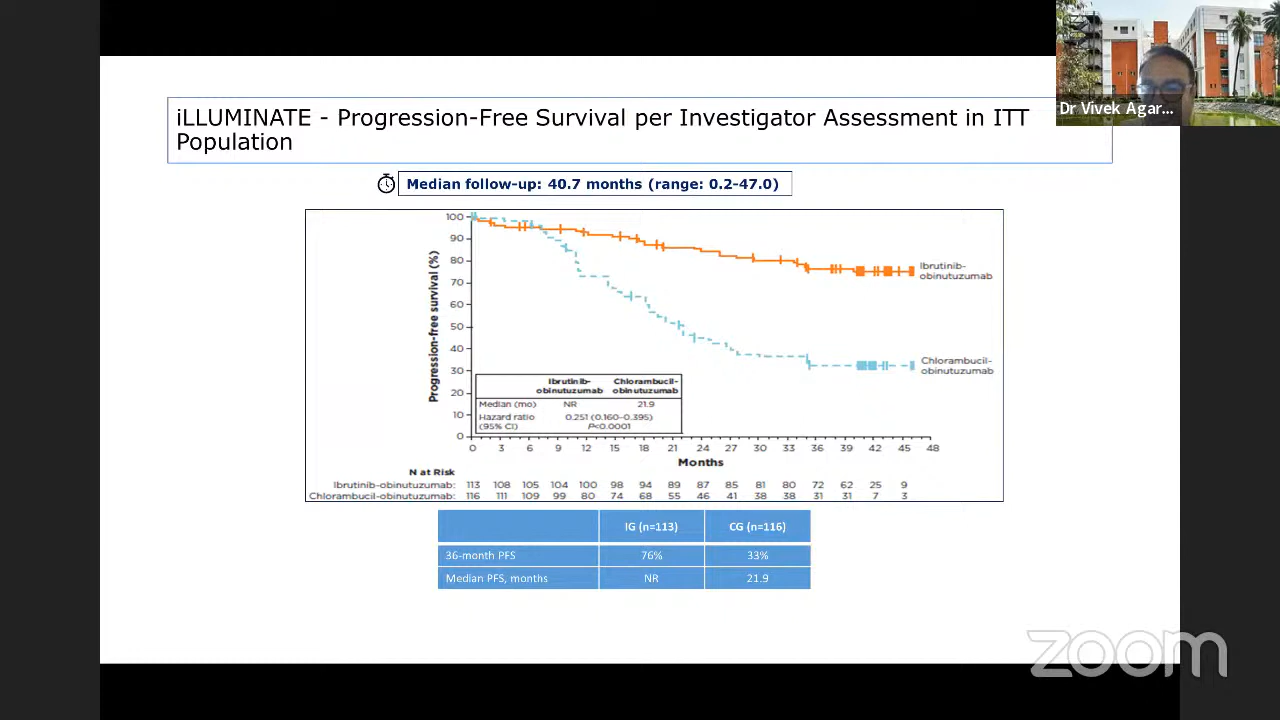 Dr Vivek Agar...
iLLUMINATE - Progression-Free Survival per Investigator Assessment in ITT
Population
Median follow-up: 40.7 months (range: 0.2-47.0)
Progression-free survival (%)
100
90
80
70
60
50
40
30
20
10
0
Ibrutinib-
obinutuzumab
Chlorambucil-
obinutuzumab
Ibrutinib- Chlorambucil-
obinutuzumab obinutuzumab
Median (mo) NR 21.9
Hazard ratio 0.251 (0.160–0.395)
(95% CI) P<0.0001
0 3 6 9 12 15 18 21 24 27 30 33 36 39 42 45 48
Months
N at Risk
Ibrutinib-obinutuzumab: 113 108 105 104 100 98 94 89 87 85 81 80 72 62 25 9
Chlorambucil-obinutuzumab: 116 111 109 99 80 74 68 55 46 41 38 38 31 31 7 3
IG (n=113) CG (n=116)
36-month PFS 76% 33%
Median PFS, months NR 21.9
zoom